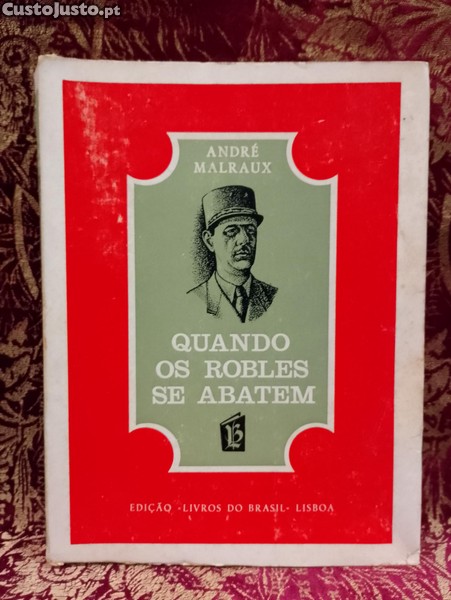 CustoJusto.pt
ANDRÉ
MALRAUX
QUANDO
OS ROBLES
SE ABATEM
EDIÇÃO «LIVROS DO BRASIL» LISBOA